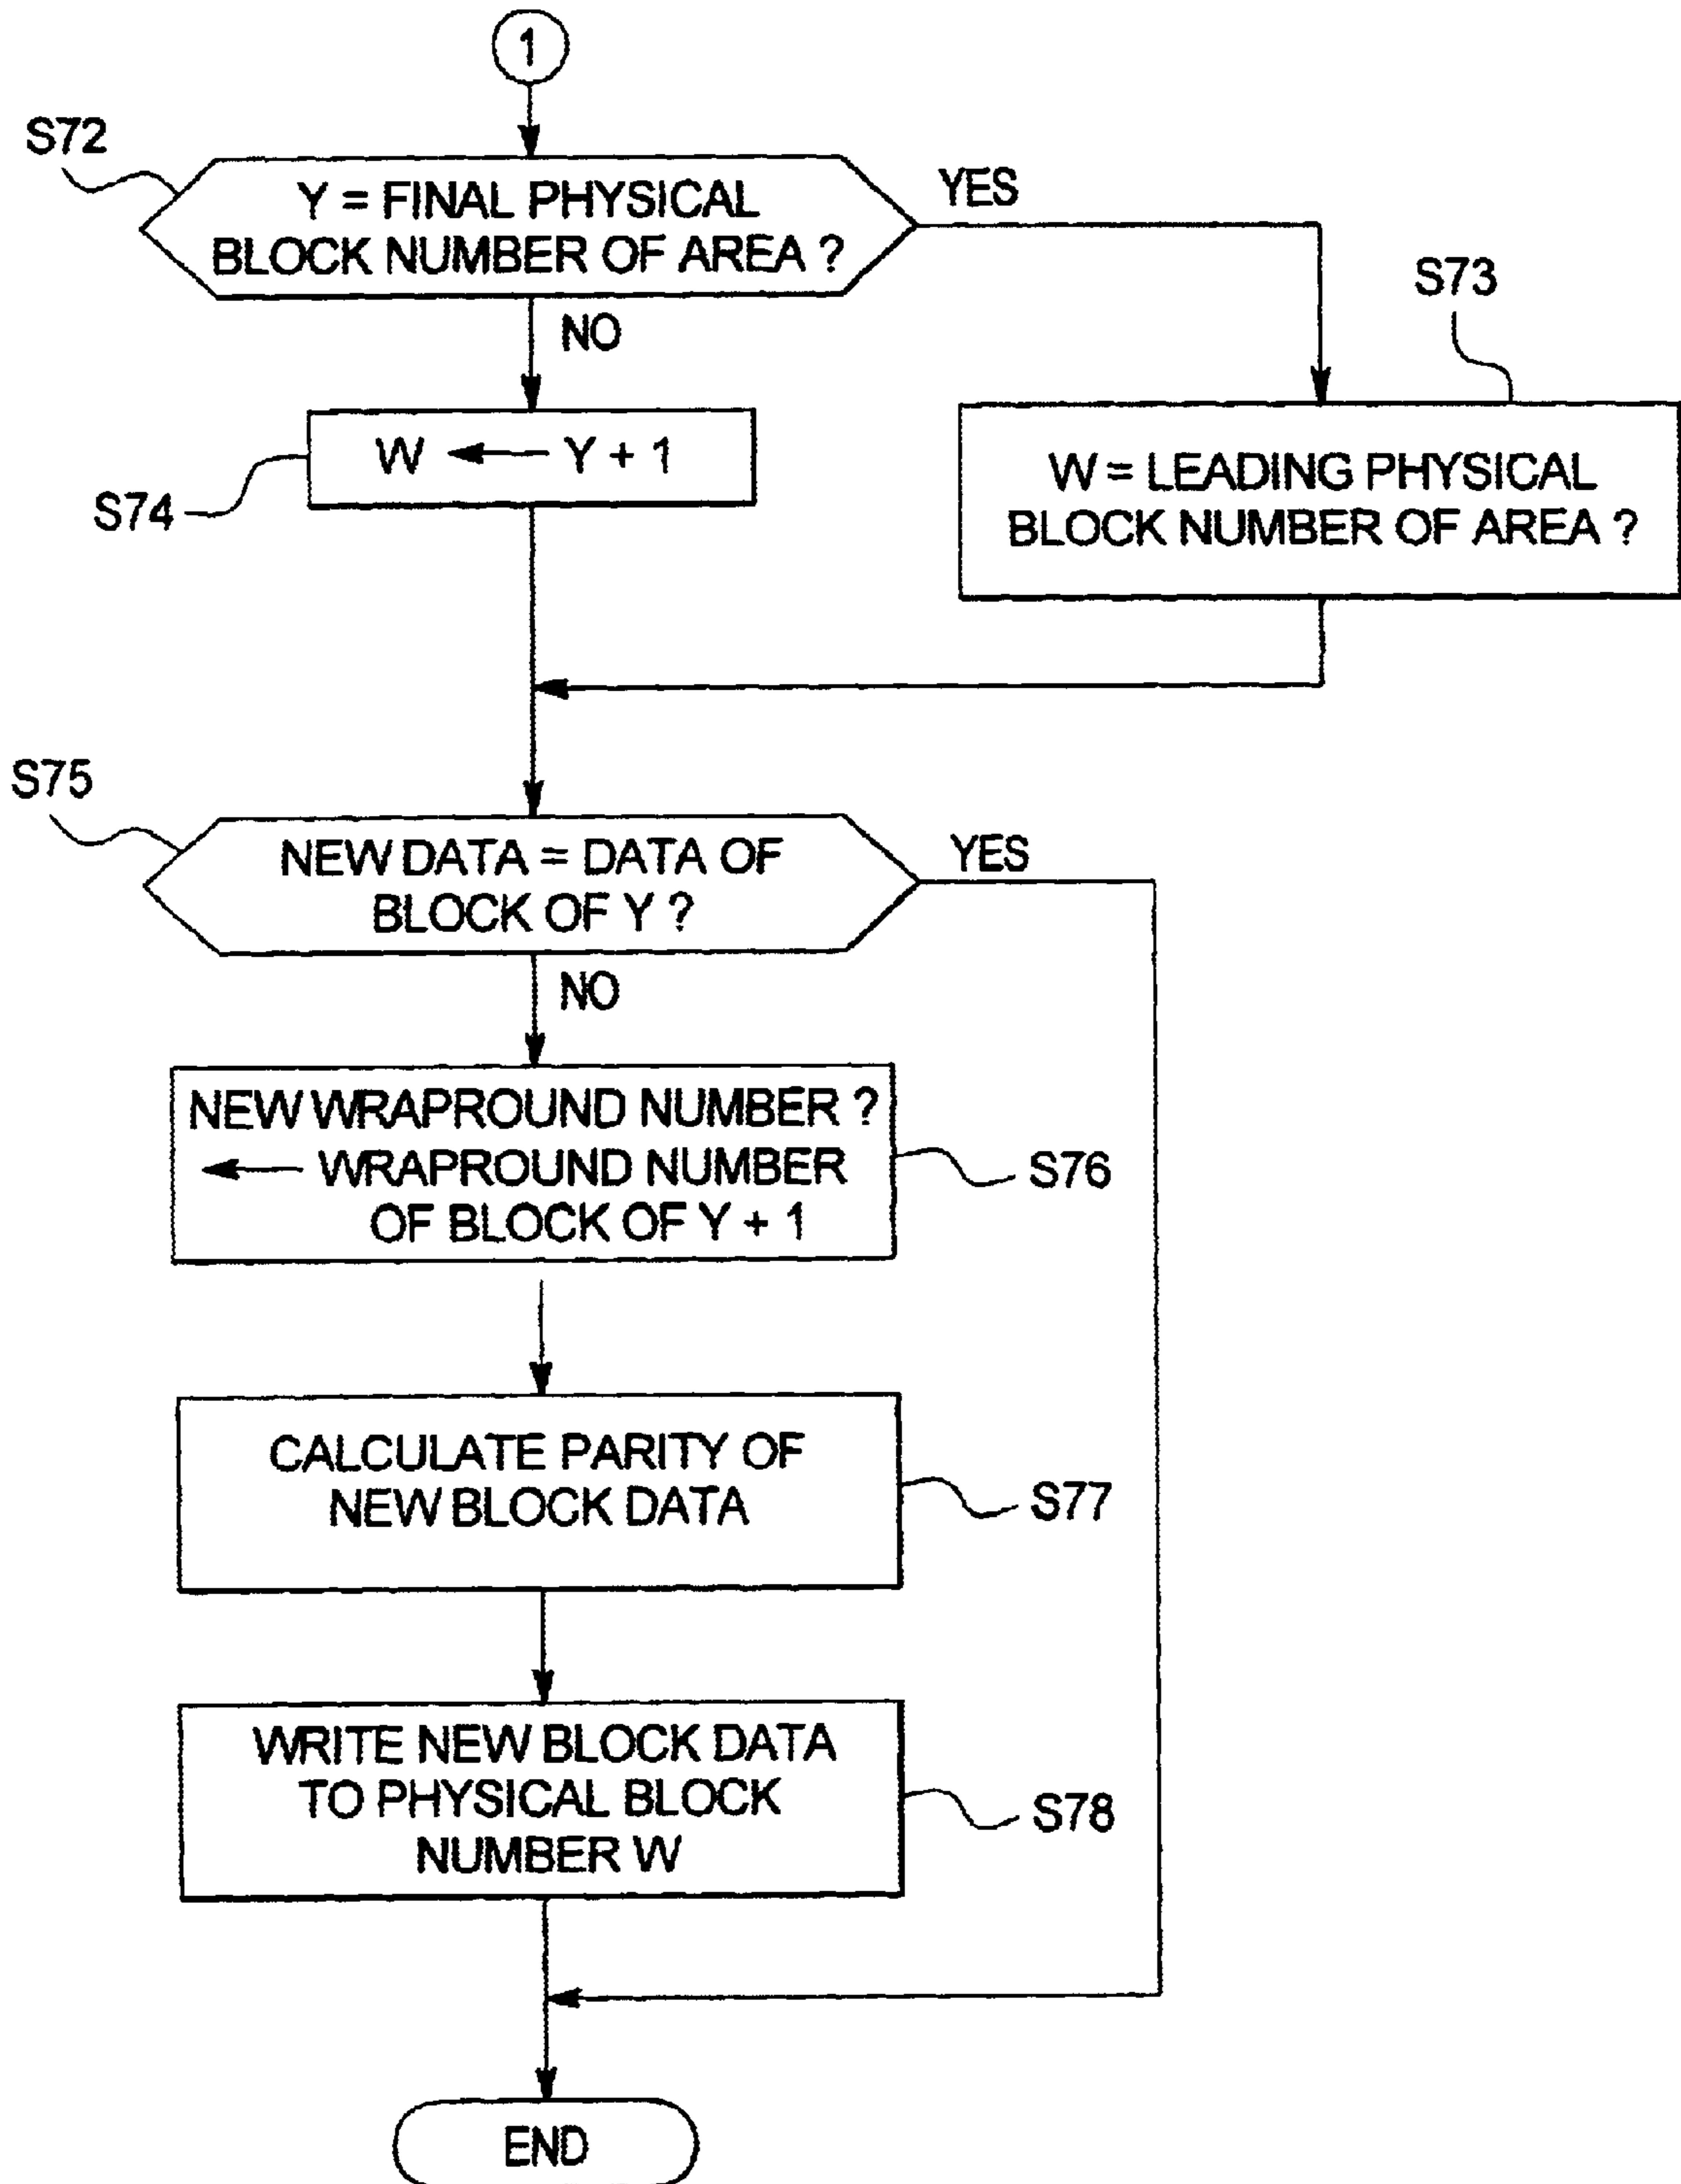 1
S72
Y = FINAL PHYSICAL
BLOCK NUMBER OF AREA ?
YES
NO
S73
W ← Y + 1
S74
W = LEADING PHYSICAL
BLOCK NUMBER OF AREA ?
S75
NEW DATA = DATA OF
BLOCK OF Y ?
YES
NO
NEW WRAPROUND NUMBER ?
← WRAPROUND NUMBER
OF BLOCK OF Y + 1
S76
CALCULATE PARITY OF
NEW BLOCK DATA
S77
WRITE NEW BLOCK DATA
TO PHYSICAL BLOCK
NUMBER W
S78
END